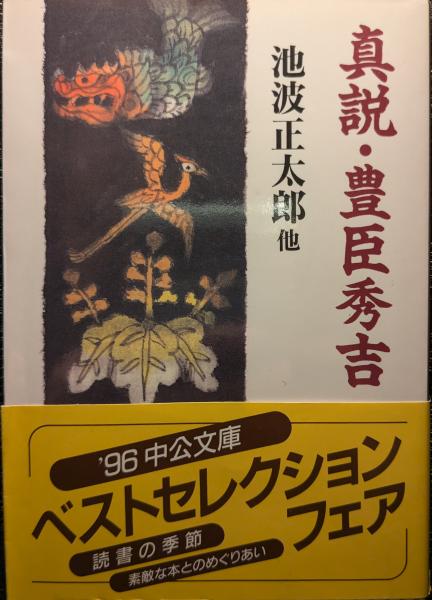 真説・豊臣秀吉
池波正太郎 他
'96 中公文庫
ベストセレクション
フェア
読書の季節
素敵な本とのめぐりあい